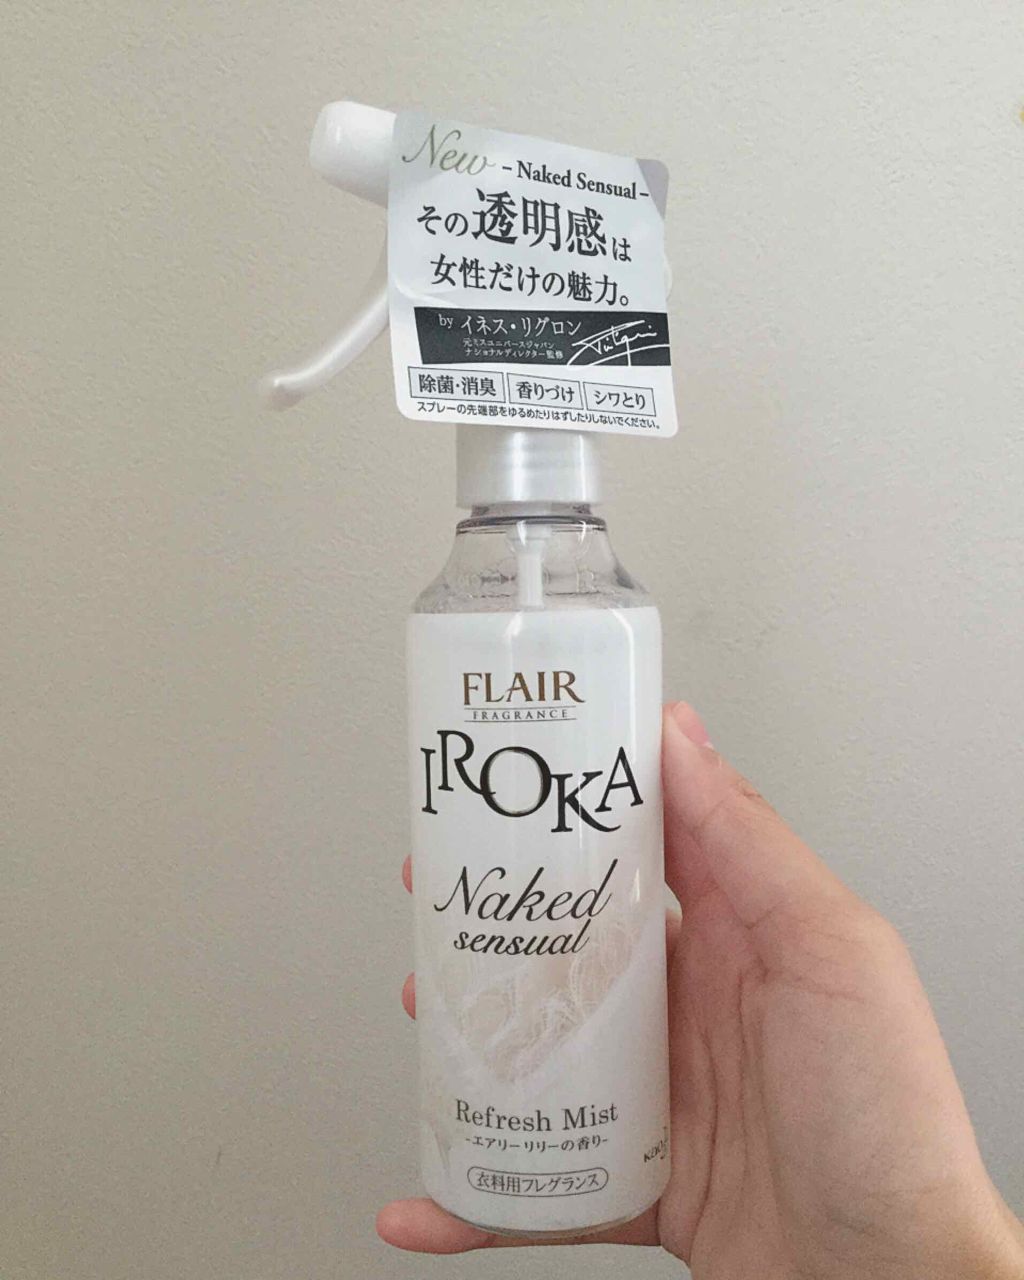 New
– Naked Sensual –
その透明感は
女性だけの魅力。
by イネス・リグロン
元ミスユニバースジャパン
ナショナルディレクター監修
除菌・消臭 香りづけ シワとり
スプレーの先端部をゆるめたりはずしたりしないでください。
FLAIR
FRAGRANCE
IROKA
Naked
sensual
Refresh Mist
-エアリーリリーの香り-
衣料用フレグランス